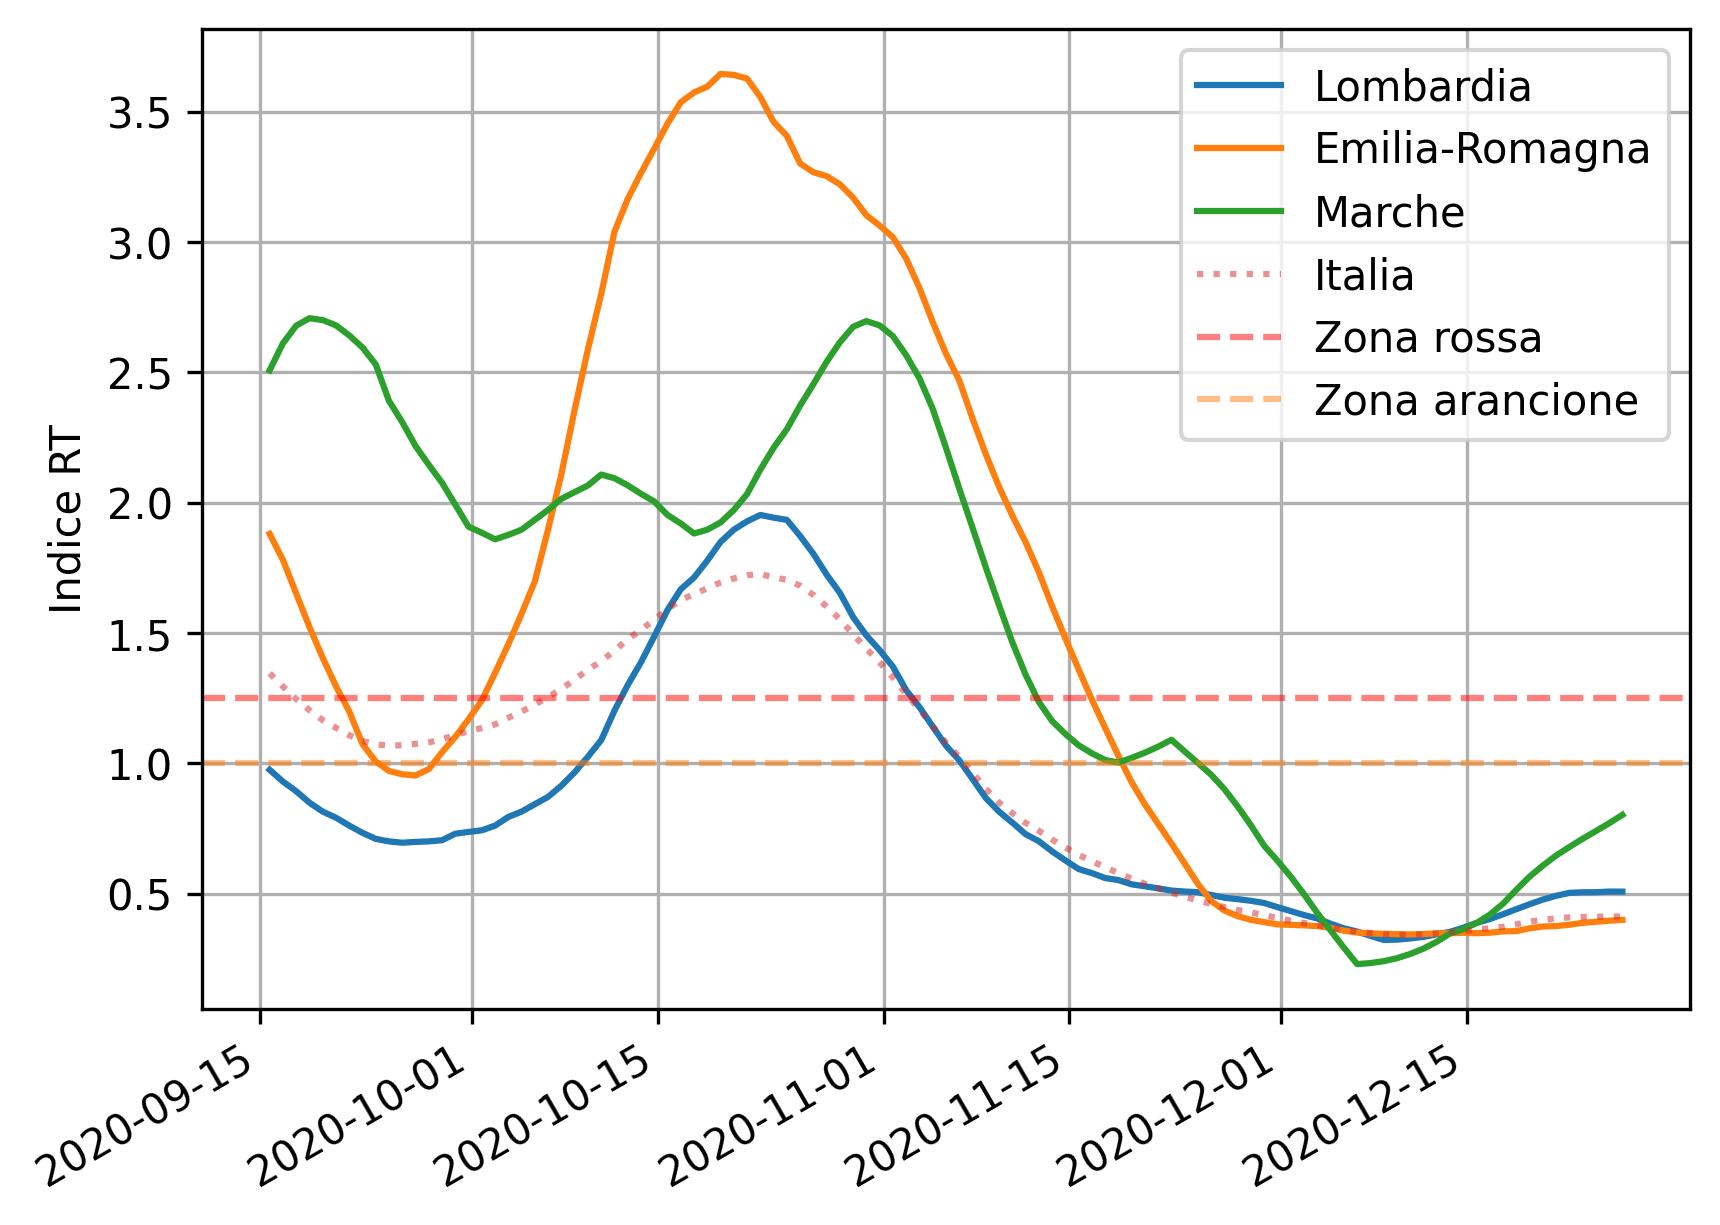 Lombardia
Emilia-Romagna
Marche
Italia
Zona rossa
Zona arancione
Indice RT
3.5
3.0
2.5
2.0
1.5
1.0
0.5
2020-09-15
2020-10-01
2020-10-15
2020-11-01
2020-11-15
2020-12-01
2020-12-15